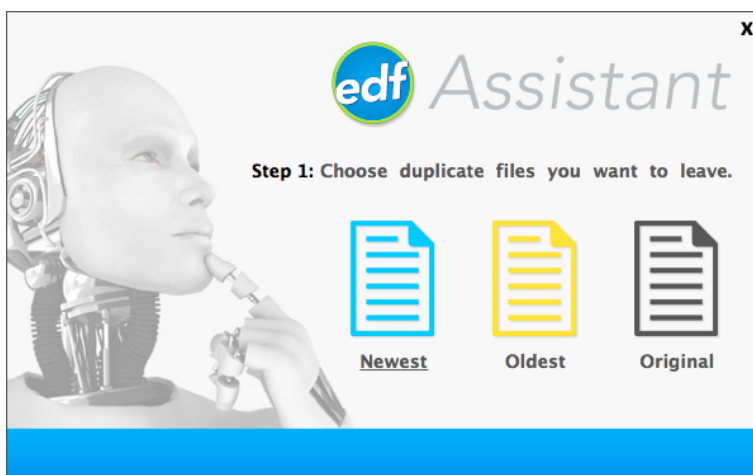 X
edf Assistant
Step 1: Choose duplicate files you want to leave.
Newest Oldest Original